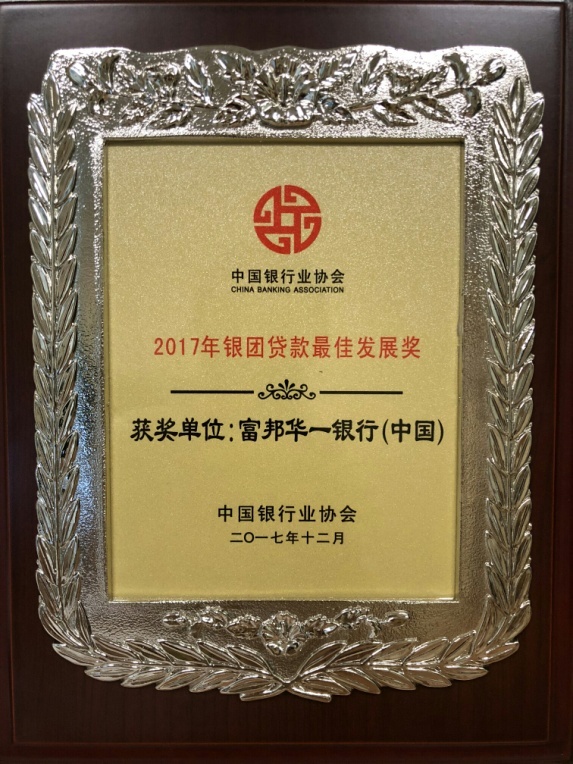 中国银行业协会
CHINA BANKING ASSOCIATION
2017年银团贷款最佳发展奖
获奖单位:富邦华一银行(中国)
中国银行业协会
二〇一七年十二月